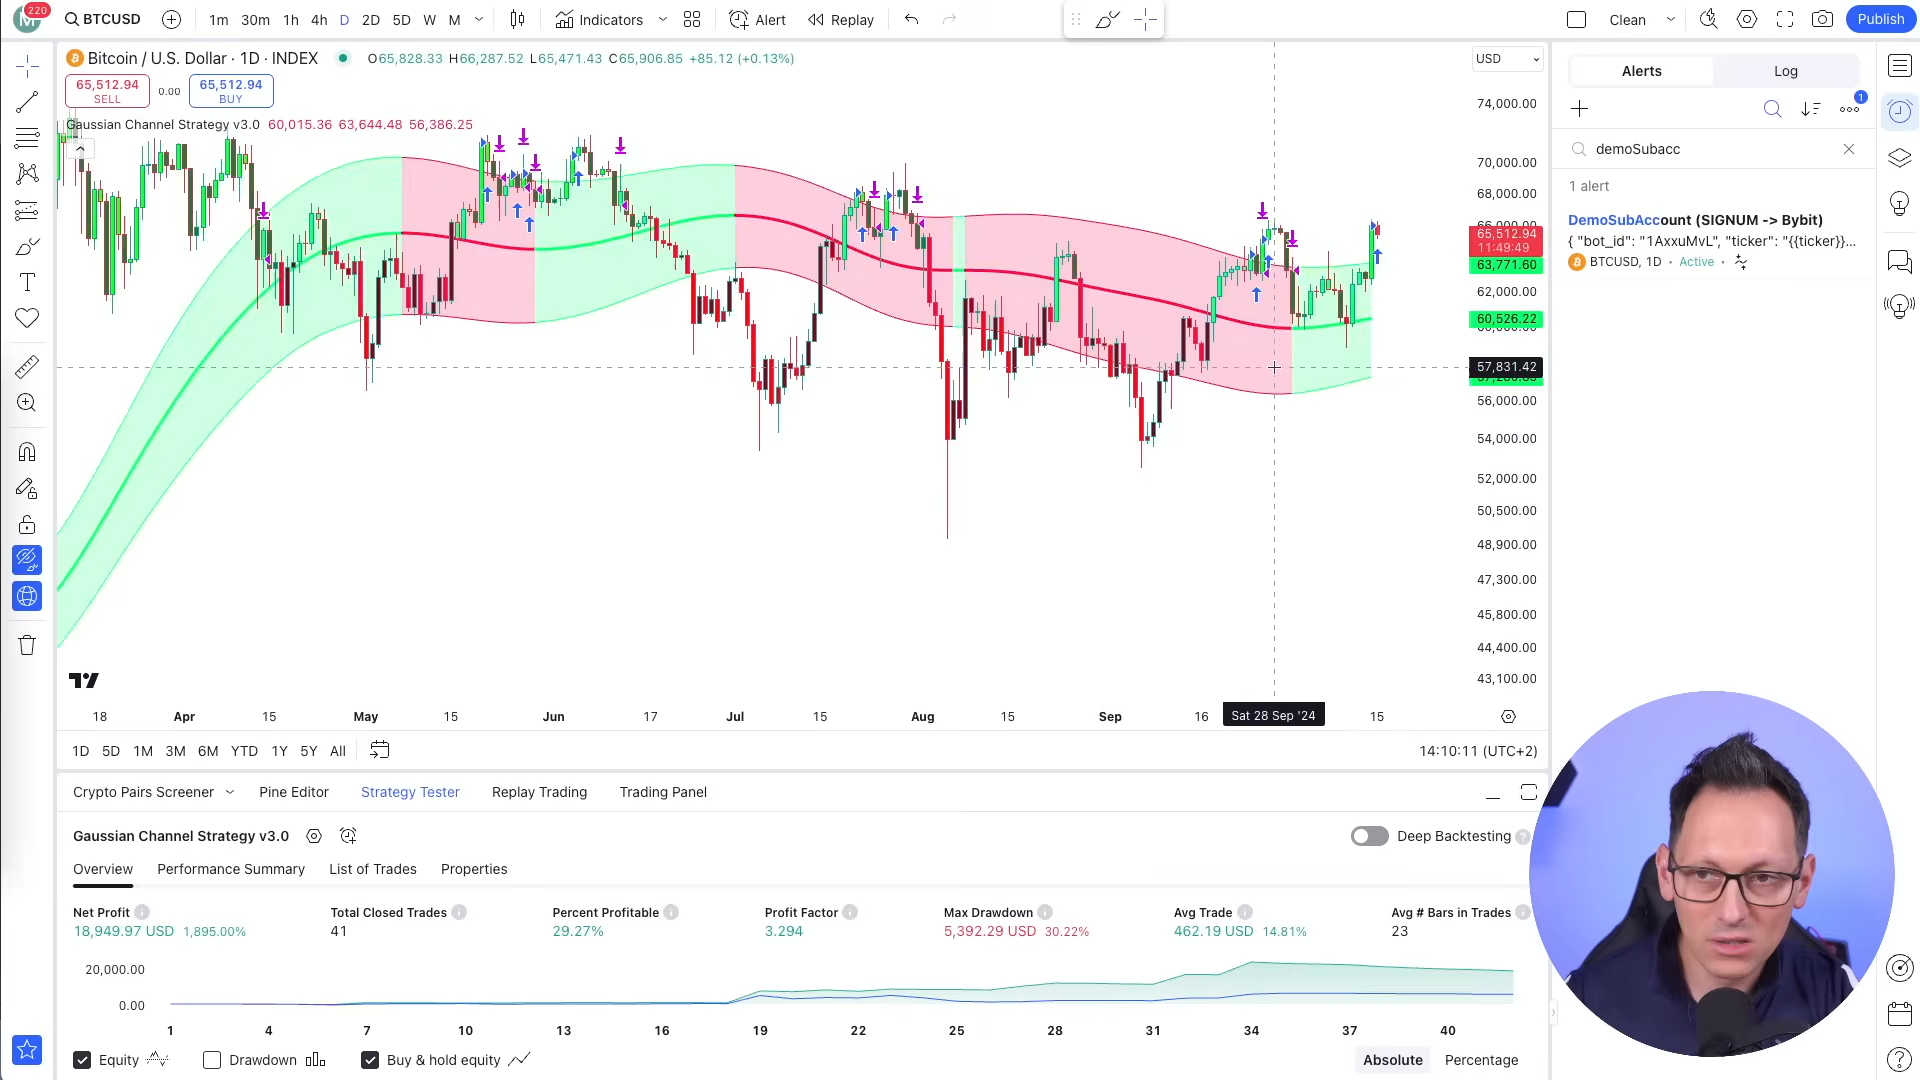 220
BTCUSD
1m 30m 1h 4h D 2D 5D W M
Indicators
Alert
Replay
Clean
Publish
Bitcoin / U.S. Dollar · 1D · INDEX
O65,828.33 H66,287.52 L65,471.43 C65,906.85 +85.12 (+0.13%)
USD
65,512.94
SELL
0.00
65,512.94
BUY
Gaussian Channel Strategy v3.0 60,015.36 63,644.48 56,386.25
74,000.00
70,000.00
68,000.00
65,512.94
11:49:49
63,771.60
62,000.00
60,526.22
57,831.42
56,000.00
54,000.00
52,000.00
50,500.00
48,900.00
47,300.00
45,800.00
44,400.00
43,100.00
18 Apr 15 May 15 Jun 17 Jul 15 Aug 15 Sep 16 Sat 28 Sep '24 15
1D 5D 1M 3M 6M YTD 1Y 5Y All
14:10:11 (UTC+2)
Alerts
Log
1
demoSubacc
1 alert
DemoSubAccount (SIGNUM -> Bybit)
{ "bot_id": "1AxxuMvL", "ticker": "{{ticker}}...
BTCUSD, 1D · Active ·
Crypto Pairs Screener
Pine Editor
Strategy Tester
Replay Trading
Trading Panel
Gaussian Channel Strategy v3.0
Deep Backtesting
Overview
Performance Summary
List of Trades
Properties
Net Profit
18,949.97 USD 1,895.00%
Total Closed Trades
41
Percent Profitable
29.27%
Profit Factor
3.294
Max Drawdown
5,392.29 USD 30.22%
Avg Trade
462.19 USD 14.81%
Avg # Bars in Trades
23
20,000.00
0.00
1 4 7 10 13 16 19 22 25 28 31 34 37 40
Equity
Drawdown
Buy & hold equity
Absolute
Percentage